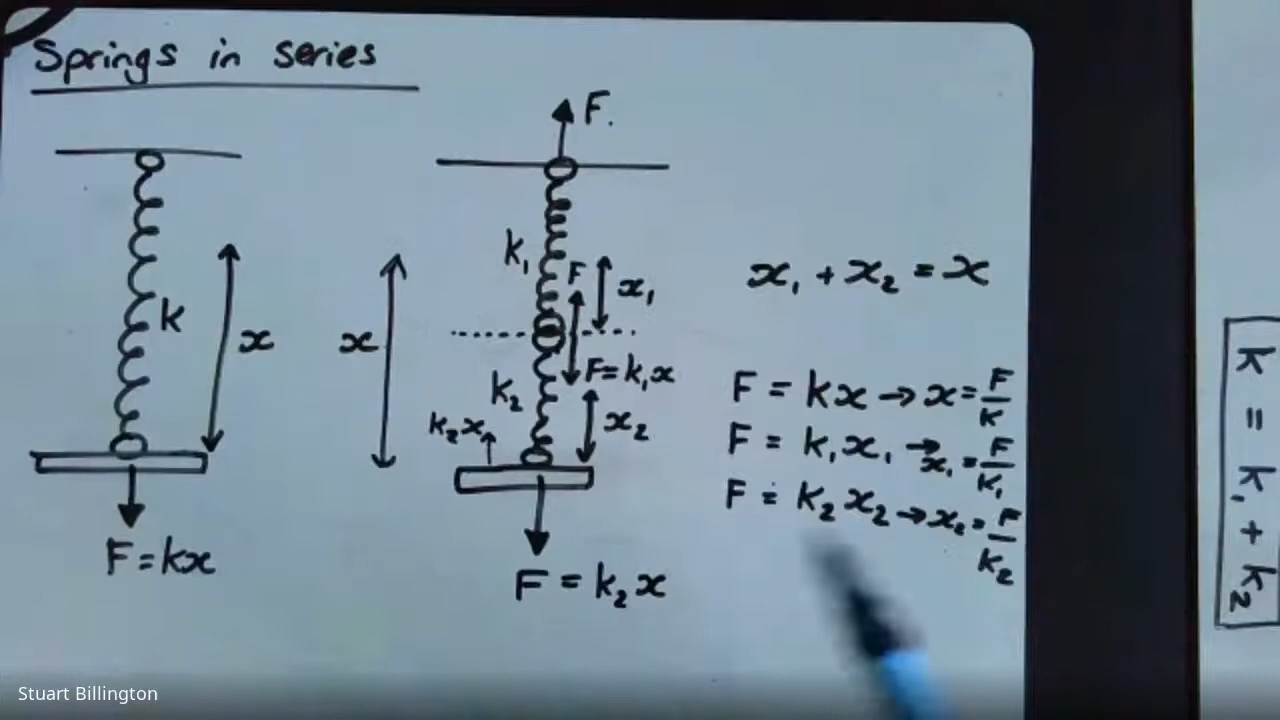 Springs in series
F.
k₁
F
x₁
x₁ + x₂ = x
k
x
x
F=k₁x
F = kx → x = F/k
k₂
k₂x
x₂
F = k₁x₁ → x₁ = F/k₁
F = k₂x₂ → x₂ = F/k₂
F=kx
F = k₂x
k = k₁ + k₂
Stuart Billington